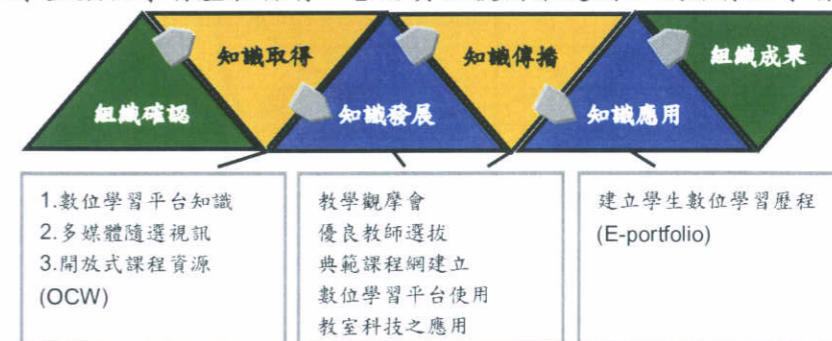 組織確認
知識取得
知識發展
知識傳播
知識應用
組織成果
1.數位學習平台知識
2.多媒體隨選視訊
3.開放式課程資源
(OCW)
教學觀摩會
優良教師選拔
典範課程網建立
數位學習平台使用
教室科技之應用
建立學生數位學習歷程
(E-portfolio)